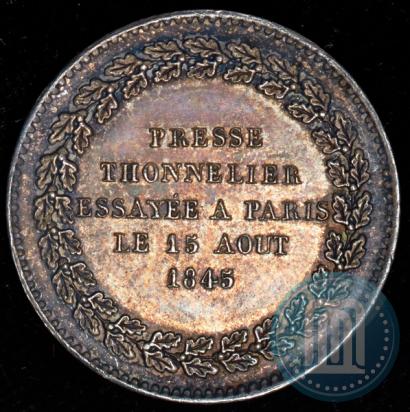 PRESSE
THONNELIER
ESSAYÉE A PARIS
LE 15 AOUT
1845